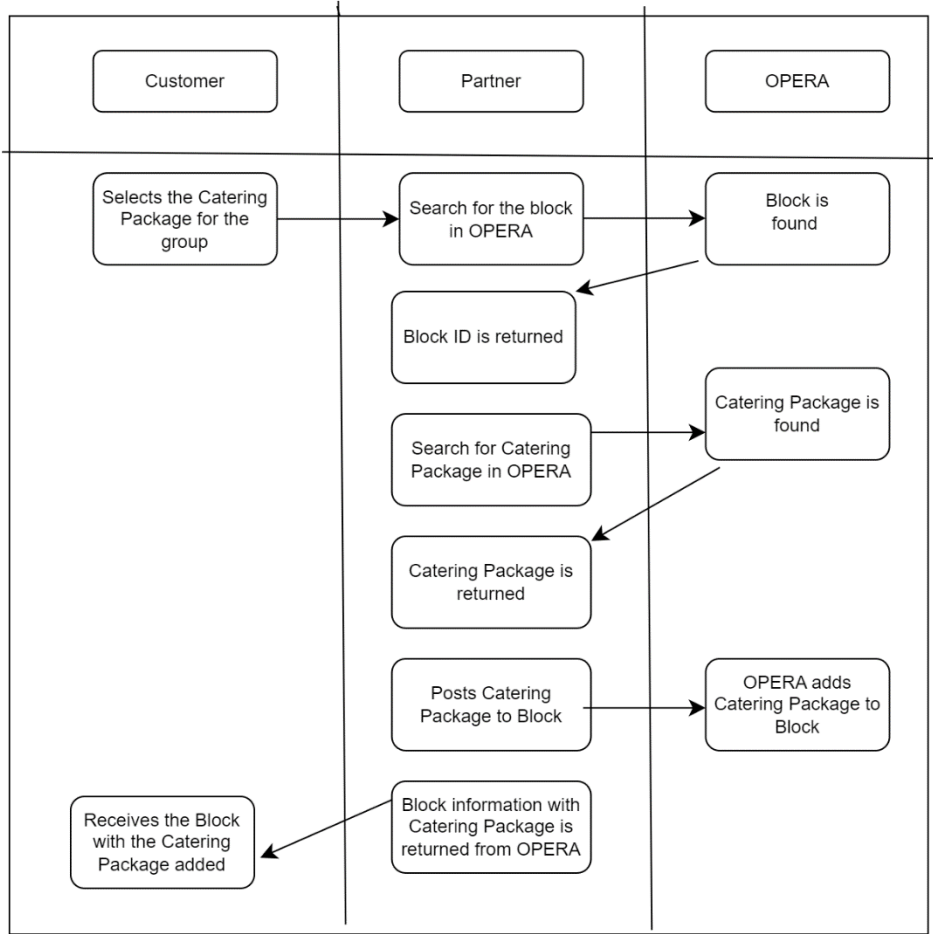 Customer
Partner
OPERA
Selects the Catering
Package for the
group
Search for the block
in OPERA
Block is
found
Block ID is returned
Catering Package is
found
Search for Catering
Package in OPERA
Catering Package is
returned
Posts Catering
Package to Block
OPERA adds
Catering Package to
Block
Block information with
Catering Package is
returned from OPERA
Receives the Block
with the Catering
Package added